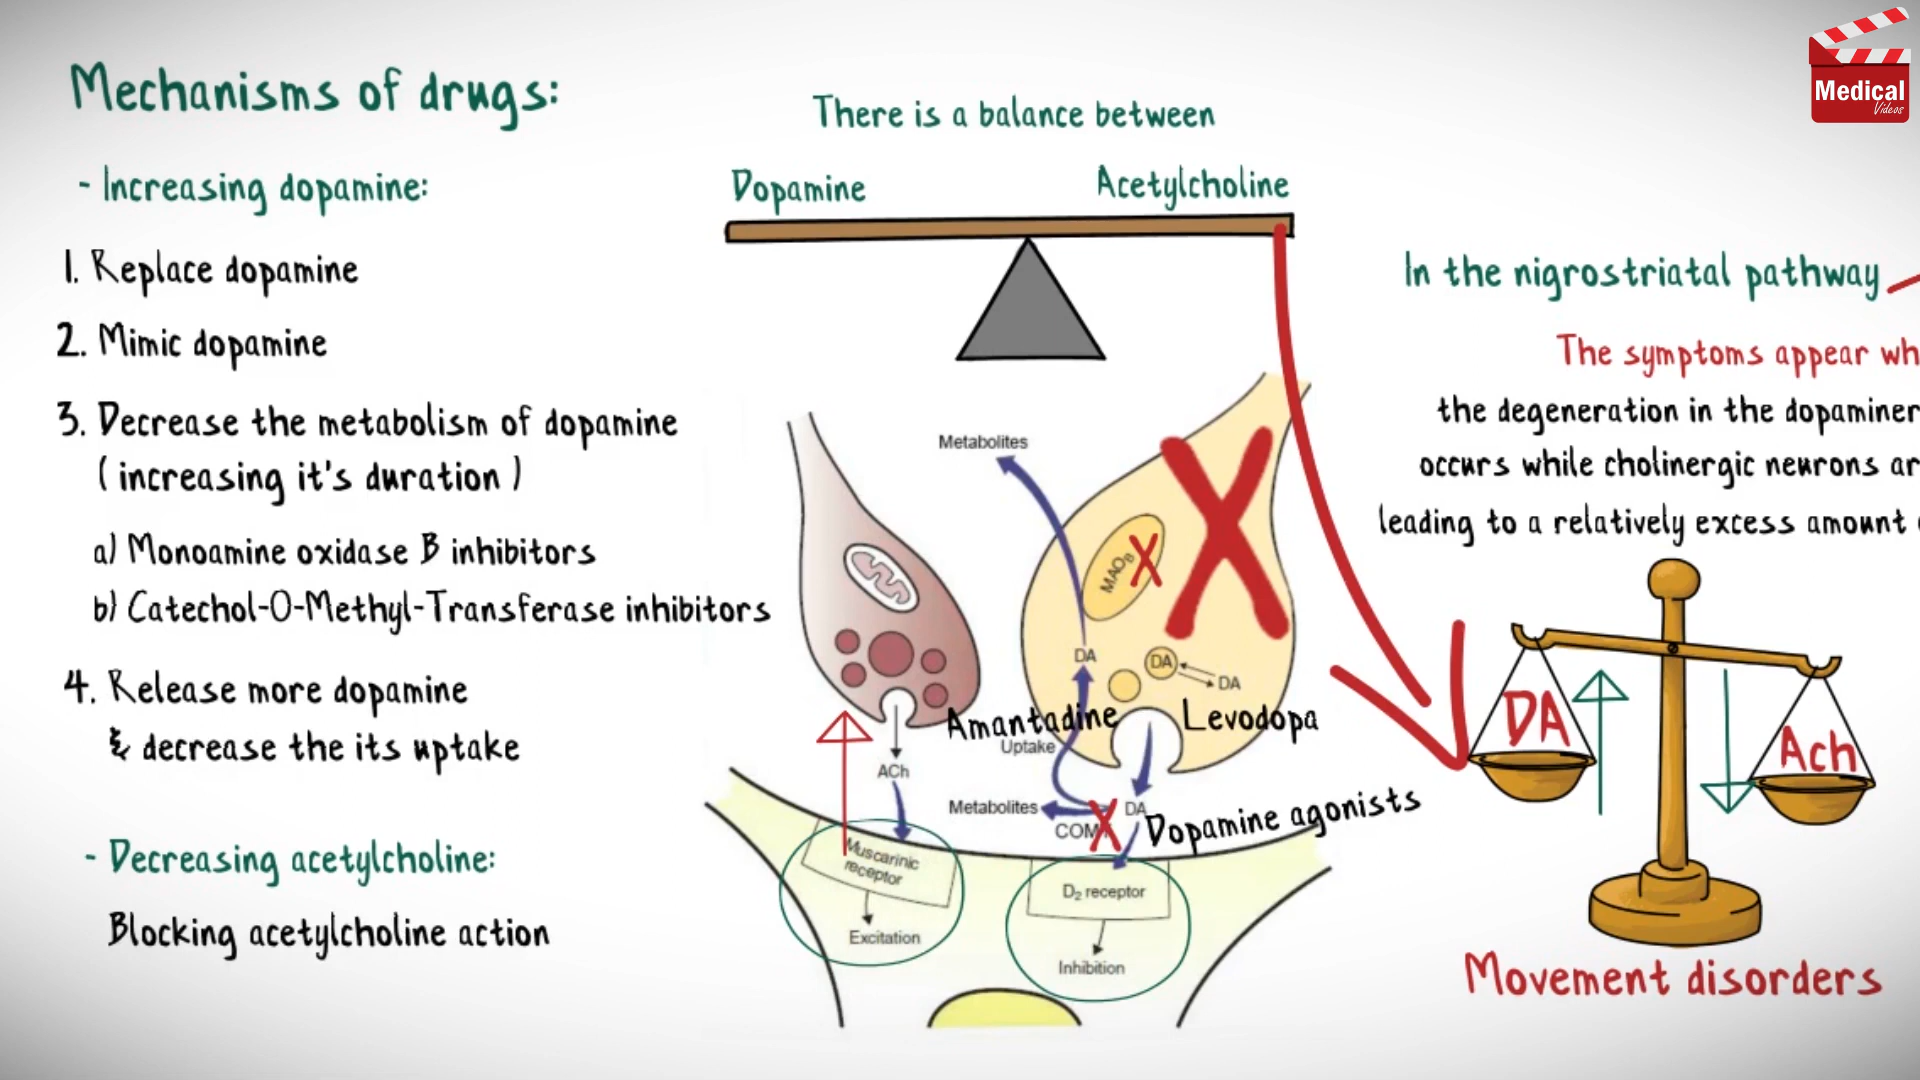 Medical
Videos
Mechanisms of drugs:
- Increasing dopamine:
1. Replace dopamine
2. Mimic dopamine
3. Decrease the metabolism of dopamine
( increasing it's duration )
a) Monoamine oxidase B inhibitors
b) Catechol-O-Methyl-Transferase inhibitors
4. Release more dopamine
& decrease the its uptake
- Decreasing acetylcholine:
Blocking acetylcholine action
There is a balance between
Dopamine
Acetylcholine
Metabolites
MAO B
DA
DA
DA
Amantadine
Levodopa
Uptake
ACh
Metabolites
DA
COM
Dopamine agonists
Muscarinic
receptor
Excitation
D2 receptor
Inhibition
In the nigrostriatal pathway
The symptoms appear
the degeneration in the
occurs while cholinergic neurons
leading to a relatively excess amount
DA
Ach
Movement disorders